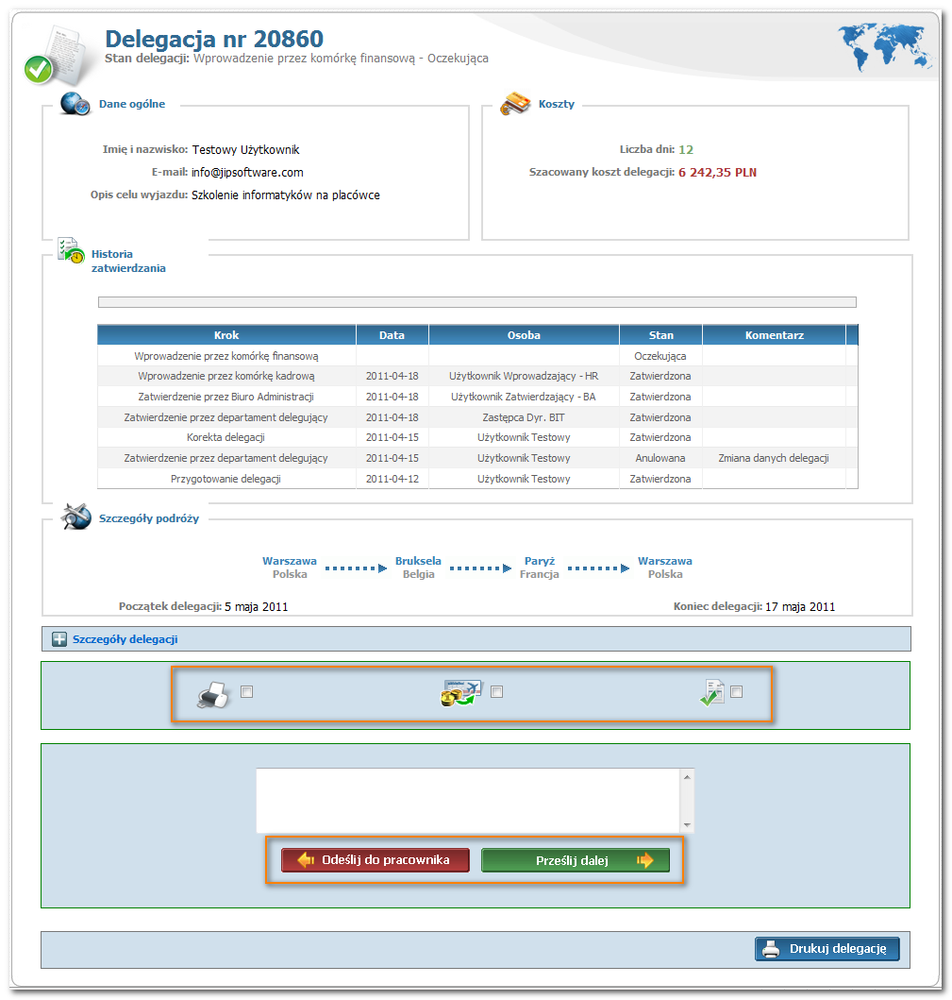 Delegacja nr 20860
Stan delegacji: Wprowadzenie przez komórkę finansową - Oczekująca
Dane ogólne
Imię i nazwisko: Testowy Użytkownik
E-mail: info@jipsoftware.com
Opis celu wyjazdu: Szkolenie informatyków na placówce
Koszty
Liczba dni: 12
Szacowany koszt delegacji: 6 242,35 PLN
Historia
zatwierdzania
Krok Data Osoba Stan Komentarz
Wprowadzenie przez komórkę finansową Oczekująca
Wprowadzenie przez komórkę kadrową 2011-04-18 Użytkownik Wprowadzający - HR Zatwierdzona
Zatwierdzenie przez Biuro Administracji 2011-04-18 Użytkownik Zatwierdzający - BA Zatwierdzona
Zatwierdzenie przez departament delegujący 2011-04-18 Zastępca Dyr. BIT Zatwierdzona
Korekta delegacji 2011-04-15 Użytkownik Testowy Zatwierdzona
Zatwierdzenie przez departament delegujący 2011-04-15 Użytkownik Testowy Anulowana Zmiana danych delegacji
Przygotowanie delegacji 2011-04-12 Użytkownik Testowy Zatwierdzona
Szczegóły podróży
Warszawa Bruksela Paryż Warszawa
Polska Belgia Francja Polska
Początek delegacji: 5 maja 2011 Koniec delegacji: 17 maja 2011
Szczegóły delegacji
Odeślij do pracownika Prześlij dalej
Drukuj delegację